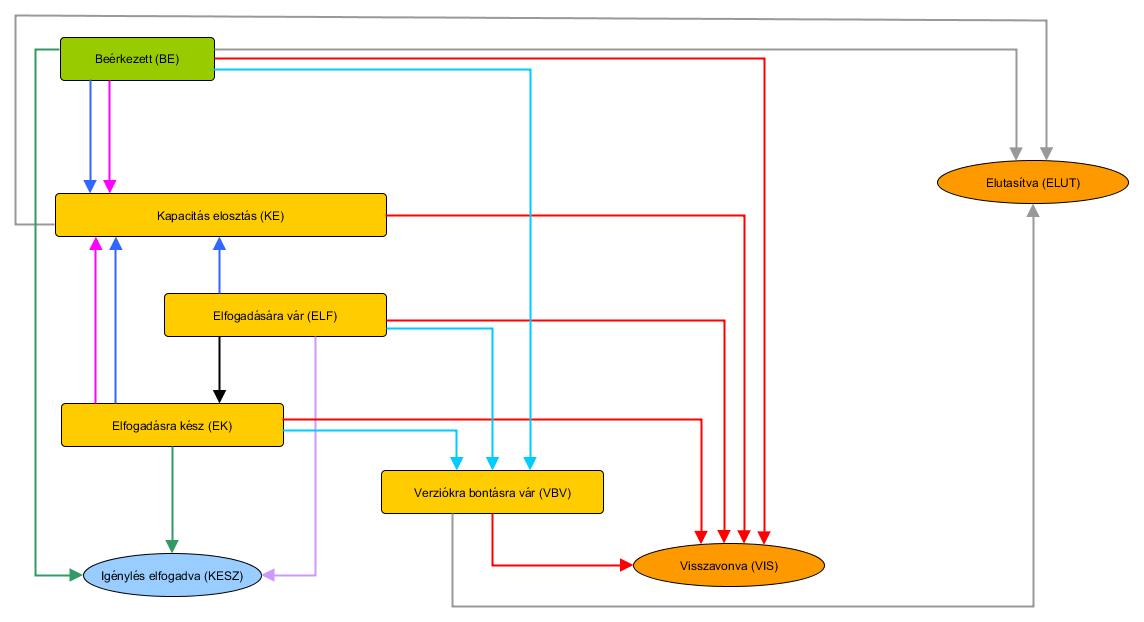 Beérkezett (BE)
Elutasítva (ELUT)
Kapacitás elosztás (KE)
Elfogadására vár (ELF)
Elfogadásra kész (EK)
Verziókra bontásra vár (VBV)
Visszavonva (VIS)
Igénylés elfogadva (KESZ)